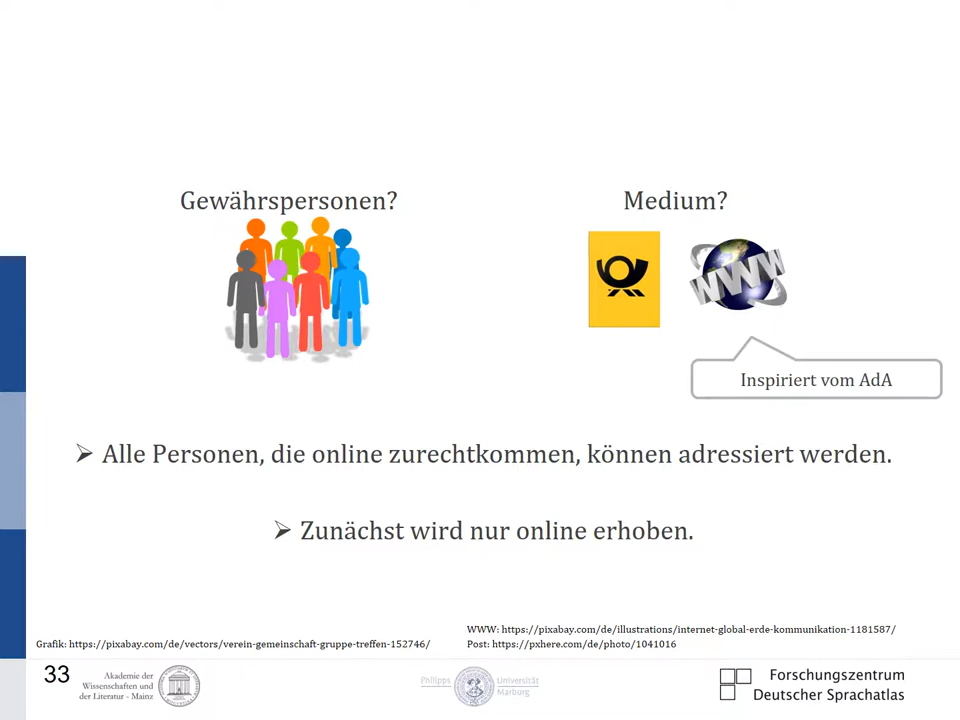 Gewährspersonen?
Medium?
WWW
Inspiriert vom AdA
➢ Alle Personen, die online zurechtkommen, können adressiert werden.
➢ Zunächst wird nur online erhoben.
WWW: https://pixabay.com/de/illustrations/internet-global-erde-kommunikation-1181587/
Grafik: https://pixabay.com/de/vectors/verein-gemeinschaft-gruppe-treffen-152746/
Post: https://pxhere.com/de/photo/1041016
33
Akademie der
Wissenschaften und
der Literatur - Mainz
Philipps
Universität
Marburg
Forschungszentrum
Deutscher Sprachatlas